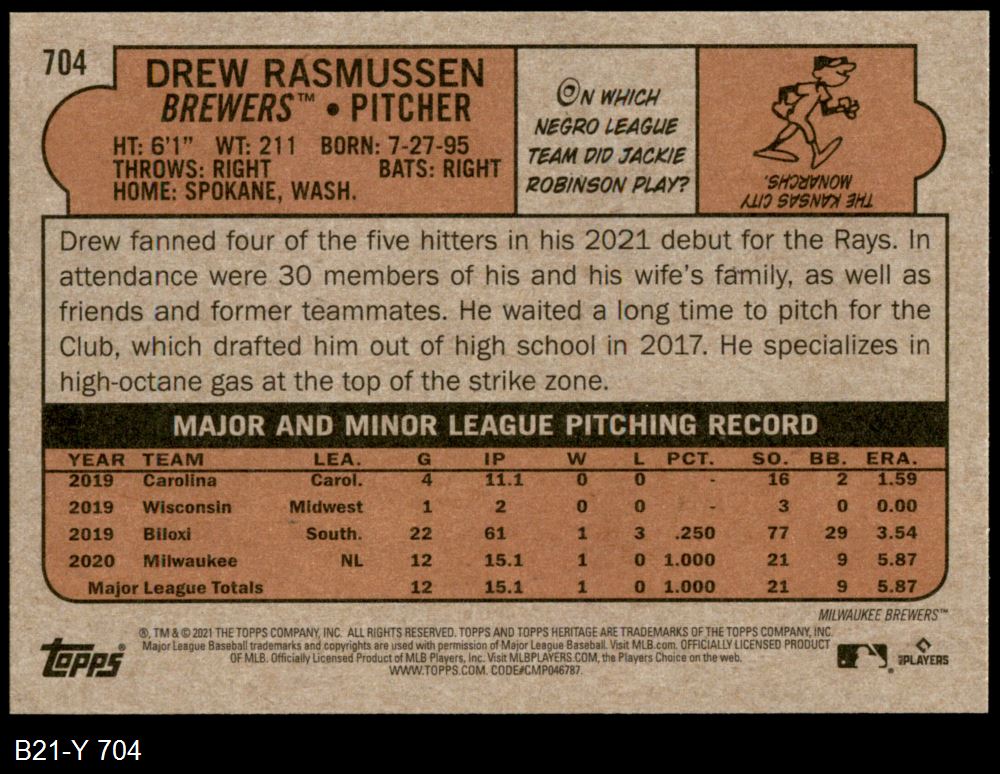 704
DREW RASMUSSEN
BREWERS™ • PITCHER
HT: 6'1" WT: 211 BORN: 7-27-95
THROWS: RIGHT BATS: RIGHT
HOME: SPOKANE, WASH.
ON WHICH
NEGRO LEAGUE
TEAM DID JACKIE
ROBINSON PLAY?
THE KANSAS CITY
MONARCHS.
Drew fanned four of the five hitters in his 2021 debut for the Rays. In
attendance were 30 members of his and his wife's family, as well as
friends and former teammates. He waited a long time to pitch for the
Club, which drafted him out of high school in 2017. He specializes in
high-octane gas at the top of the strike zone.
MAJOR AND MINOR LEAGUE PITCHING RECORD
YEAR TEAM LEA. G IP W L PCT. SO. BB. ERA.
2019 Carolina Carol. 4 11.1 0 0 - 16 2 1.59
2019 Wisconsin Midwest 1 2 0 0 - 3 0 0.00
2019 Biloxi South. 22 61 1 3 .250 77 29 3.54
2020 Milwaukee NL 12 15.1 1 0 1.000 21 9 5.87
Major League Totals 12 15.1 1 0 1.000 21 9 5.87
MILWAUKEE BREWERS™
®, TM & © 2021 THE TOPPS COMPANY, INC. ALL RIGHTS RESERVED. TOPPS AND TOPPS HERITAGE ARE TRADEMARKS OF THE TOPPS COMPANY, INC.
Major League Baseball trademarks and copyrights are used with permission of Major League Baseball. Visit MLB.com. OFFICIALLY LICENSED PRODUCT
OF MLB. Officially Licensed Product of MLB Players, Inc. Visit MLBPLAYERS.COM, the Players Choice on the web.
WWW.TOPPS.COM. CODE#CMP046787.
topps®
MLB PLAYERS
B21-Y 704